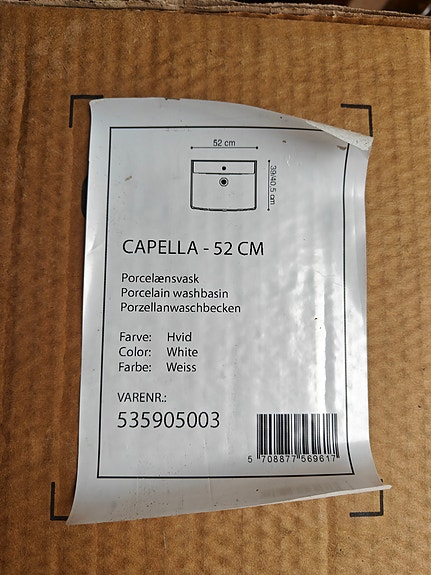 52 cm
39/40.5 cm
CAPELLA - 52 CM
Porcelænsvask
Porcelain washbasin
Porzellanwaschbecken
Farve: Hvid
Color: White
Farbe: Weiss
VARENR.:
535905003
5 708877 569617